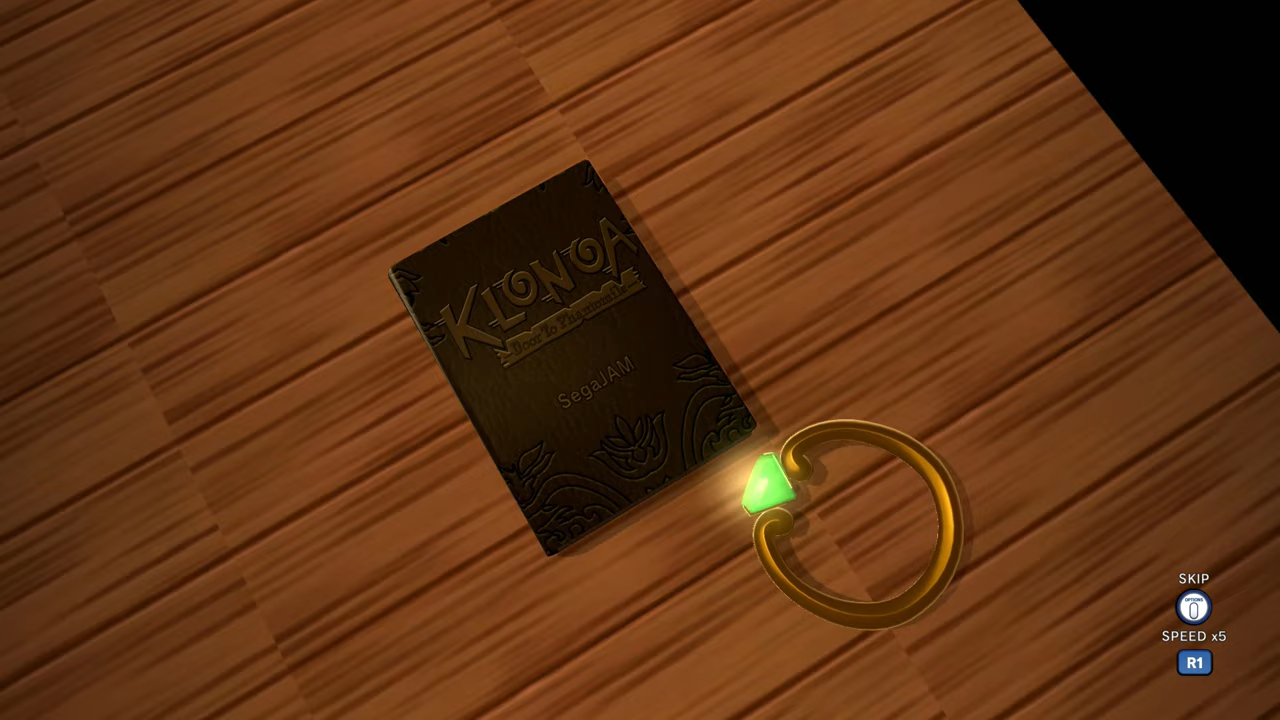 KLONOA
Door To Phantomile
SegaJAM
SKIP
OPTIONS
SPEED x5
R1